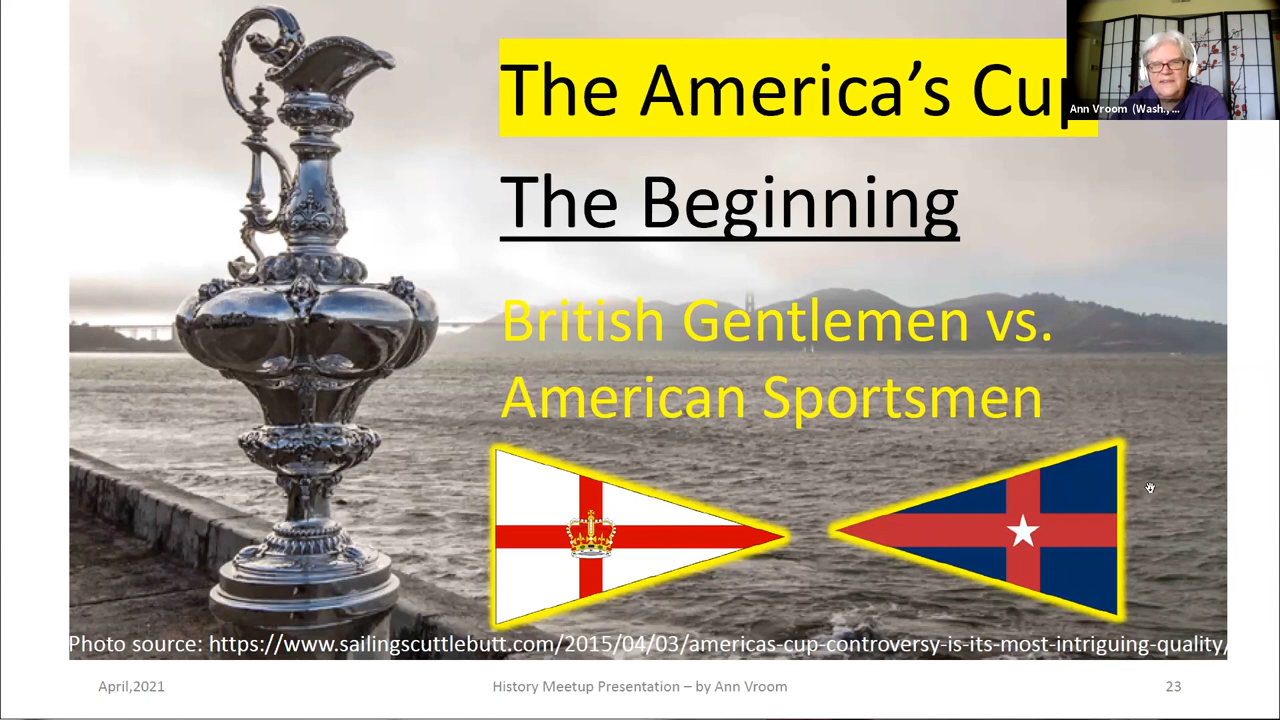 The America's Cup
Ann Vroom (Wash., ...
The Beginning
British Gentlemen vs.
American Sportsmen
Photo source: https://www.sailingscuttlebutt.com/2015/04/03/americas-cup-controversy-is-its-most-intriguing-quality/
April,2021
History Meetup Presentation – by Ann Vroom
23